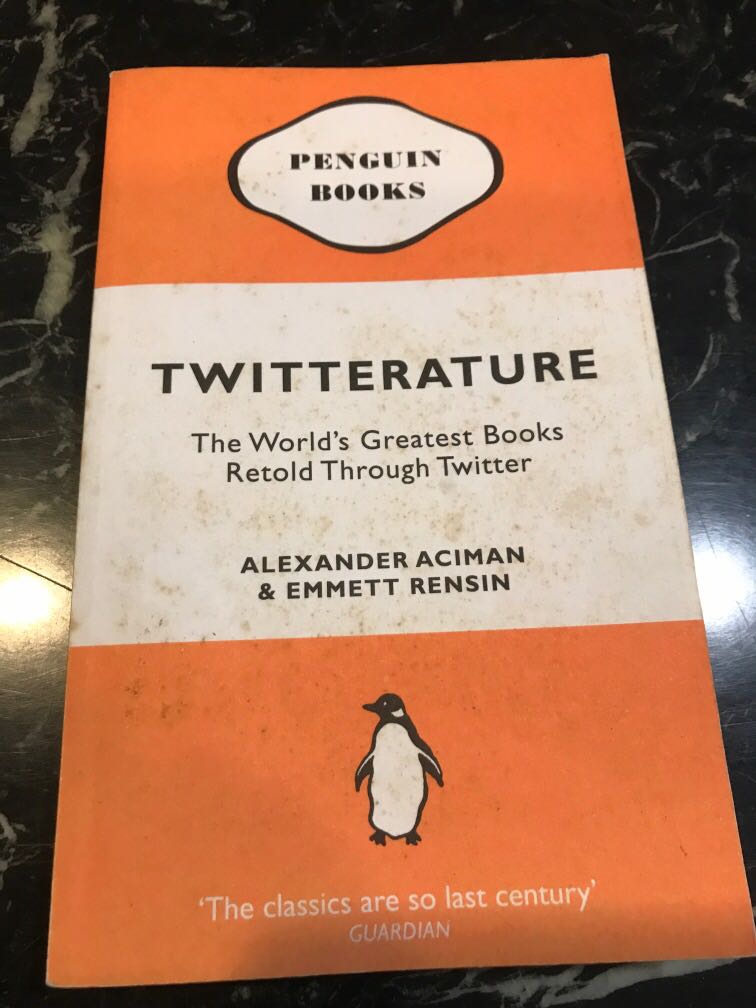 PENGUIN
BOOKS
TWITTERATURE
The World's Greatest Books
Retold Through Twitter
ALEXANDER ACIMAN
& EMMETT RENSIN
'The classics are so last century'
GUARDIAN